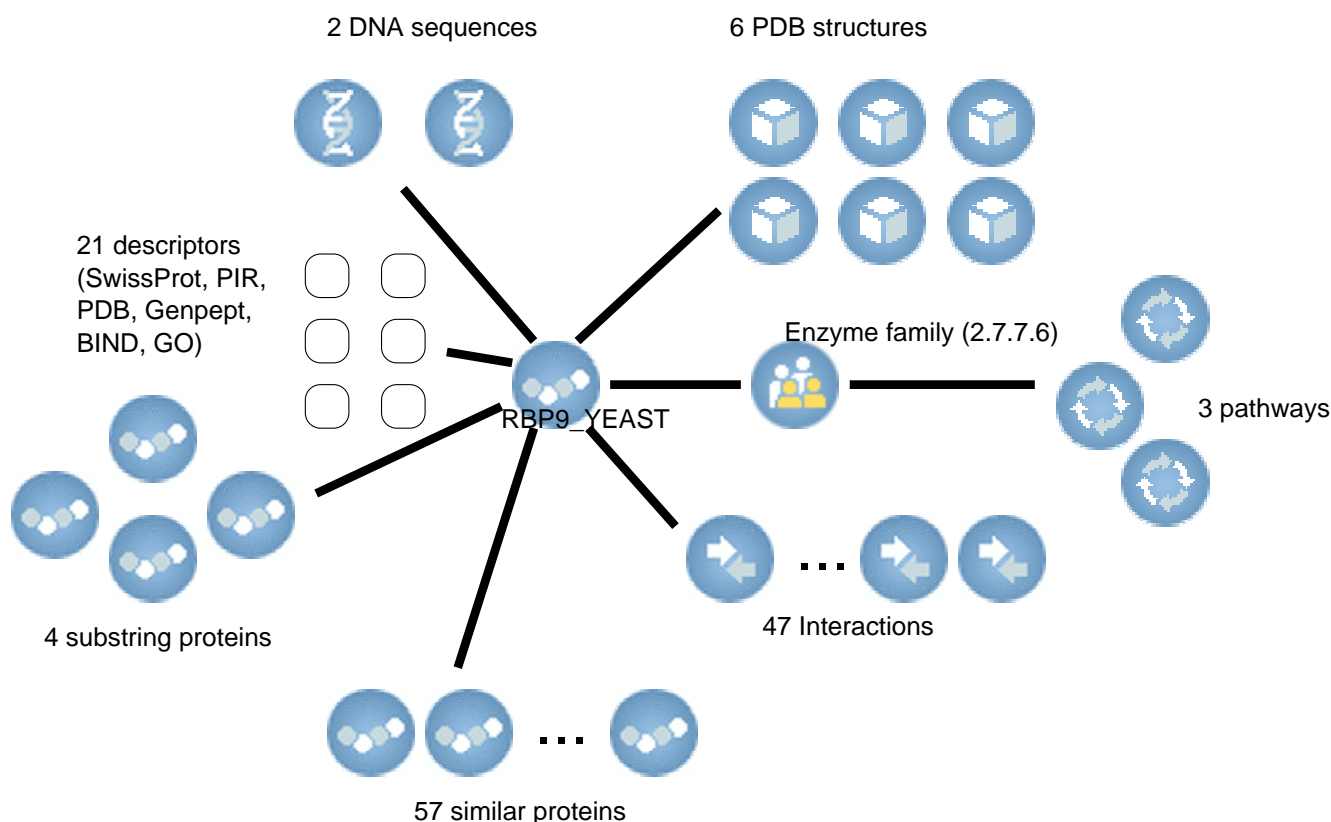 2 DNA sequences
6 PDB structures
21 descriptors
(SwissProt, PIR,
PDB, Genpept,
BIND, GO)
Enzyme family (2.7.7.6)
RBP9_YEAST
3 pathways
4 substring proteins
47 Interactions
57 similar proteins